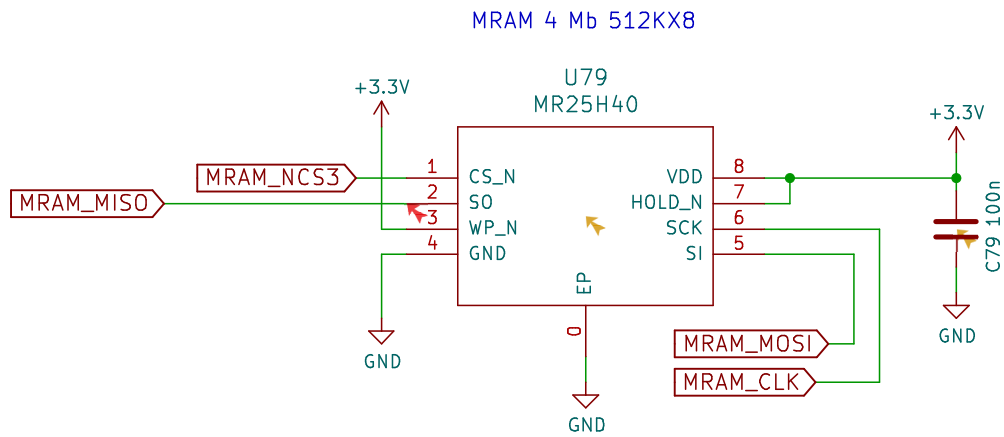 MRAM 4 Mb 512KX8
U79
MR25H40
+3.3V
+3.3V
MRAM_NCS3
1
CS_N
VDD
8
MRAM_MISO
2
SO
HOLD_N
7
3
WP_N
SCK
6
4
GND
SI
5
C79 100n
EP
0
MRAM_MOSI
GND
GND
MRAM_CLK
GND